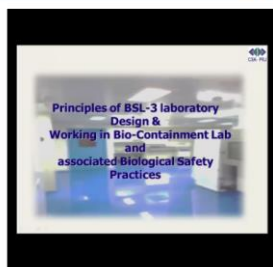 Principles of BSL-3 laboratory
Design &
Working in Bio-Containment Lab
and
associated Biological Safety
Practices